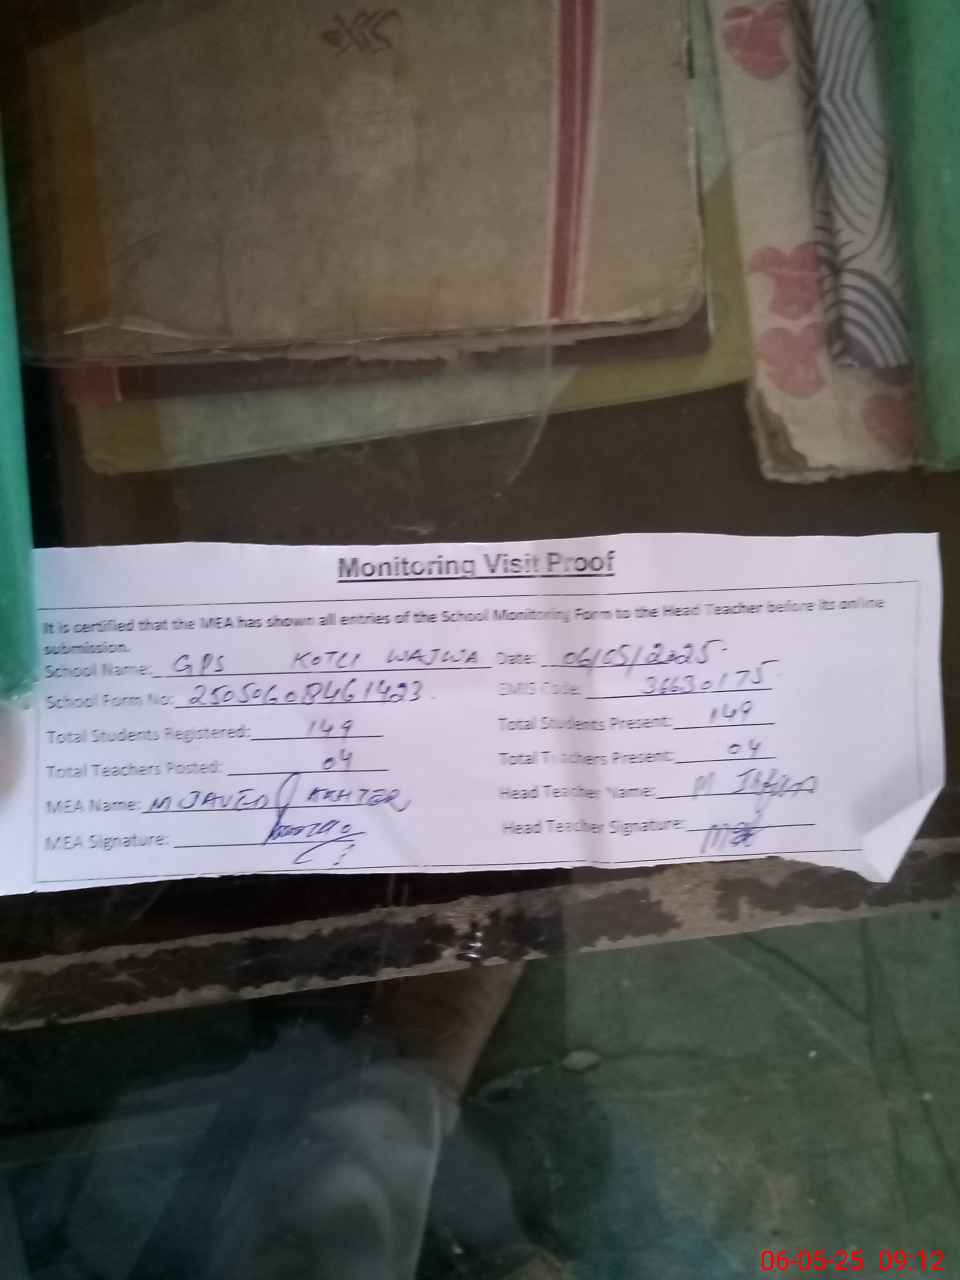 Monitoring Visit Proof
It is certified that the MEA has shown all entries of the School Monitoring Form to the Head Teacher before its online
submission.
School Name: GPS KOTLI WAJWA Date: 06/05/2025
School Form No: 25050608461423 EMIS Code: 36630175
Total Students Registered: 149 Total Students Present: 149
Total Teachers Posted: 04 Total Teachers Present: 04
MEA Name: M JAVED AKHTER Head Teacher Name: M
MEA Signature: Head Teacher Signature:
06-05-25 09:12